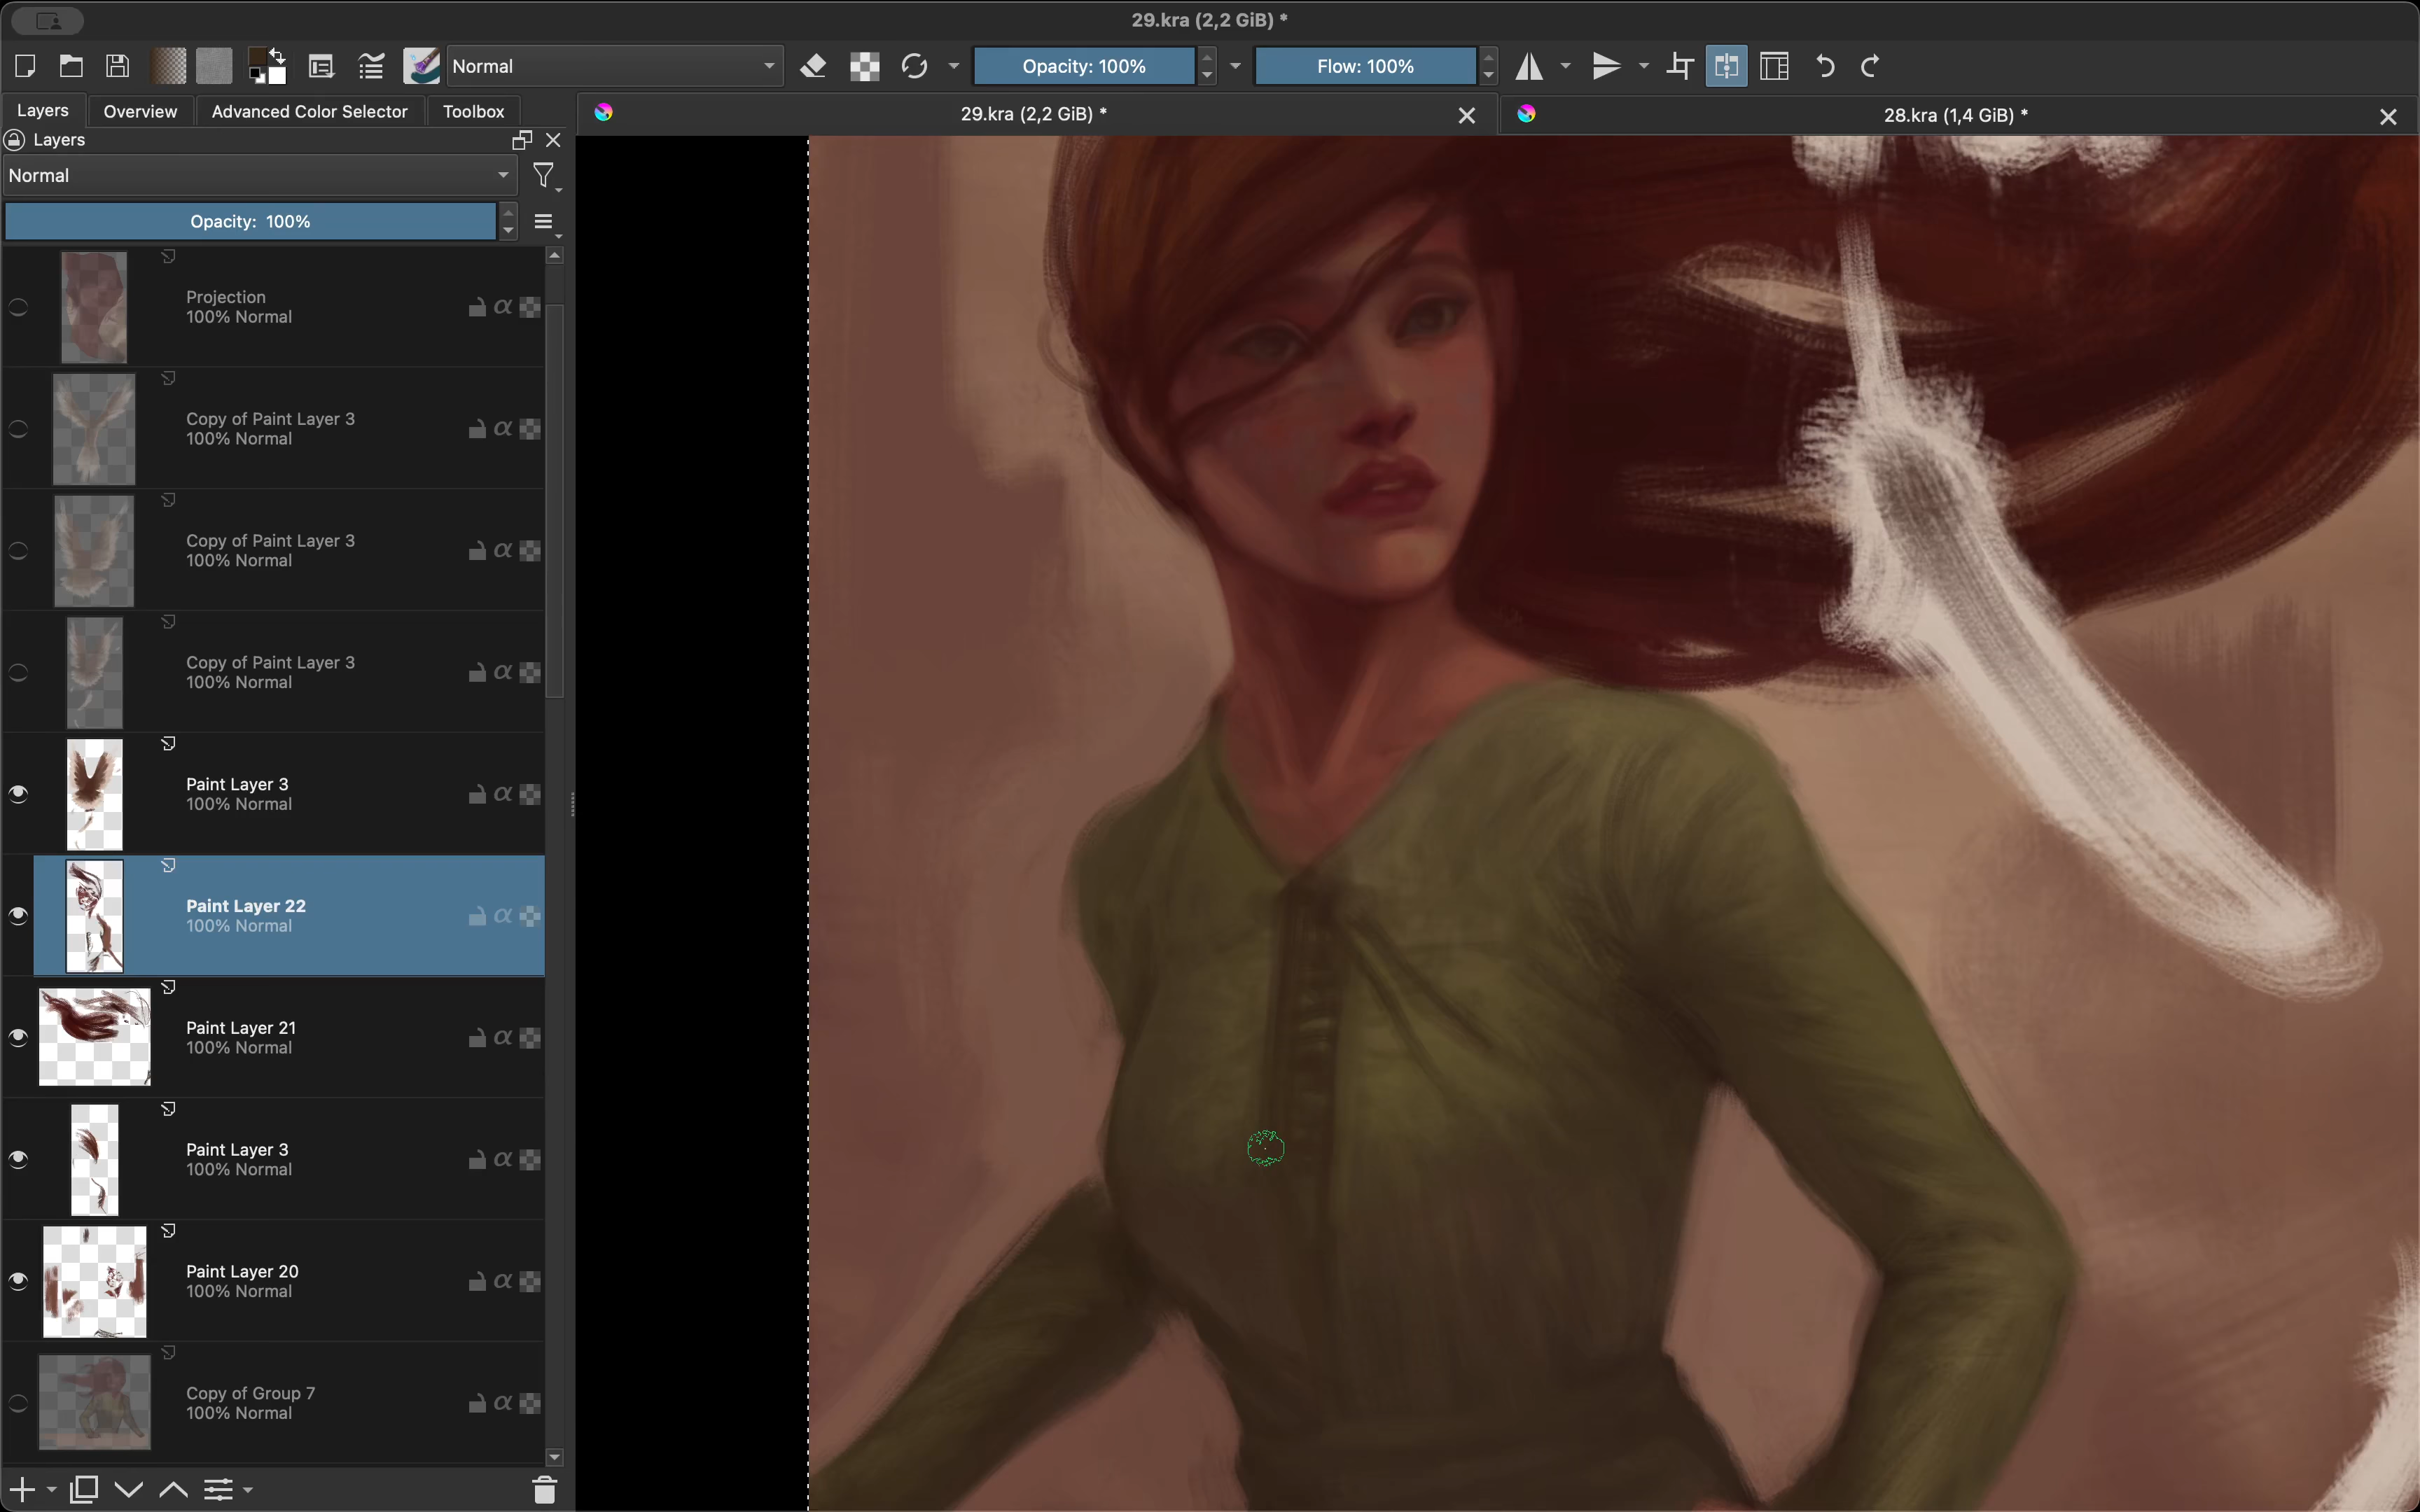 29.kra (2,2 GiB) *
Normal
Opacity: 100%
Flow: 100%
Layers
Overview
Advanced Color Selector
Toolbox
29.kra (2,2 GiB) *
28.kra (1,4 GiB) *
Layers
Normal
Opacity: 100%
Projection
100% Normal
Copy of Paint Layer 3
100% Normal
Copy of Paint Layer 3
100% Normal
Copy of Paint Layer 3
100% Normal
Paint Layer 3
100% Normal
Paint Layer 22
100% Normal
Paint Layer 21
100% Normal
Paint Layer 3
100% Normal
Paint Layer 20
100% Normal
Copy of Group 7
100% Normal